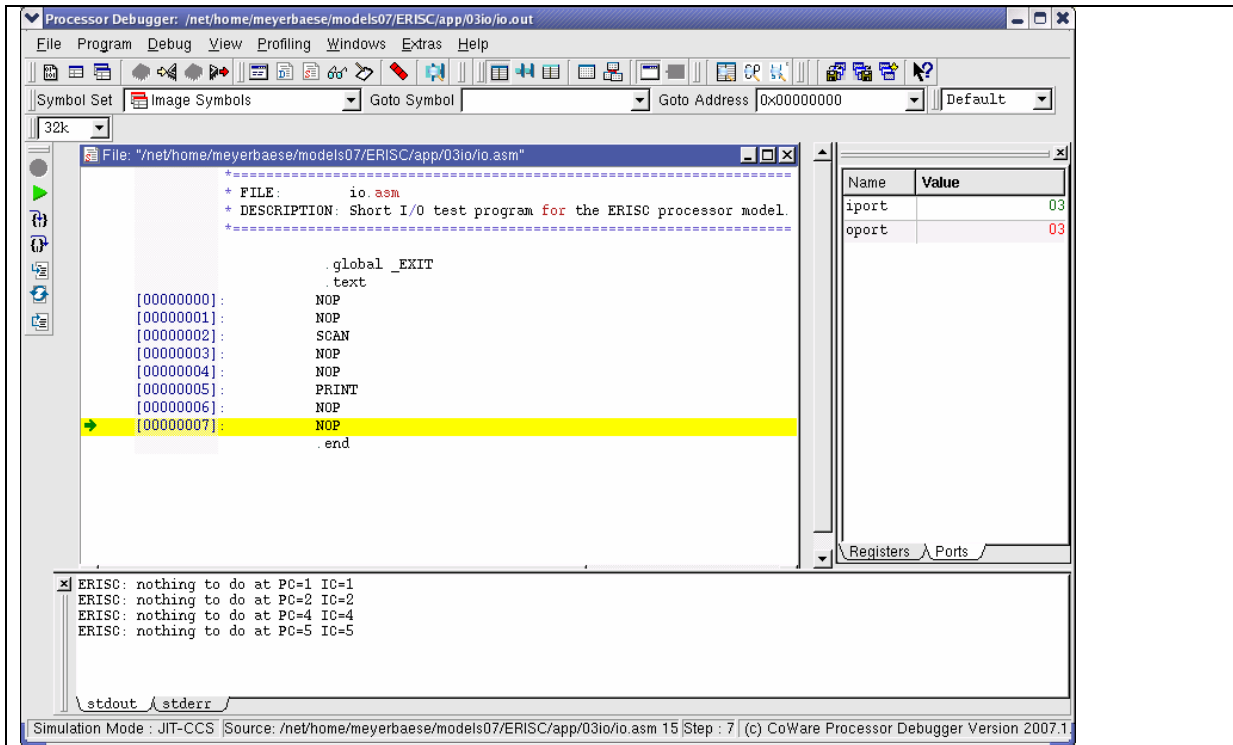 Processor Debugger: /net/home/meyerbaese/models07/ERISC/app/03io/io.out
File Program Debug View Profiling Windows Extras Help
Symbol Set Image Symbols Goto Symbol Goto Address 0x00000000 Default
32k
File: "/net/home/meyerbaese/models07/ERISC/app/03io/io.asm"
*===================================================================
* FILE: io.asm
* DESCRIPTION: Short I/O test program for the ERISC processor model.
*===================================================================
.global _EXIT
.text
[00000000]: NOP
[00000001]: NOP
[00000002]: SCAN
[00000003]: NOP
[00000004]: NOP
[00000005]: PRINT
[00000006]: NOP
[00000007]: NOP
.end
Name Value
iport 03
oport 03
Registers Ports
ERISC: nothing to do at PC=1 IC=1
ERISC: nothing to do at PC=2 IC=2
ERISC: nothing to do at PC=4 IC=4
ERISC: nothing to do at PC=5 IC=5
stdout stderr
Simulation Mode : JIT-CCS Source: /net/home/meyerbaese/models07/ERISC/app/03io/io.asm 15 Step : 7 (c) CoWare Processor Debugger Version 2007.1.